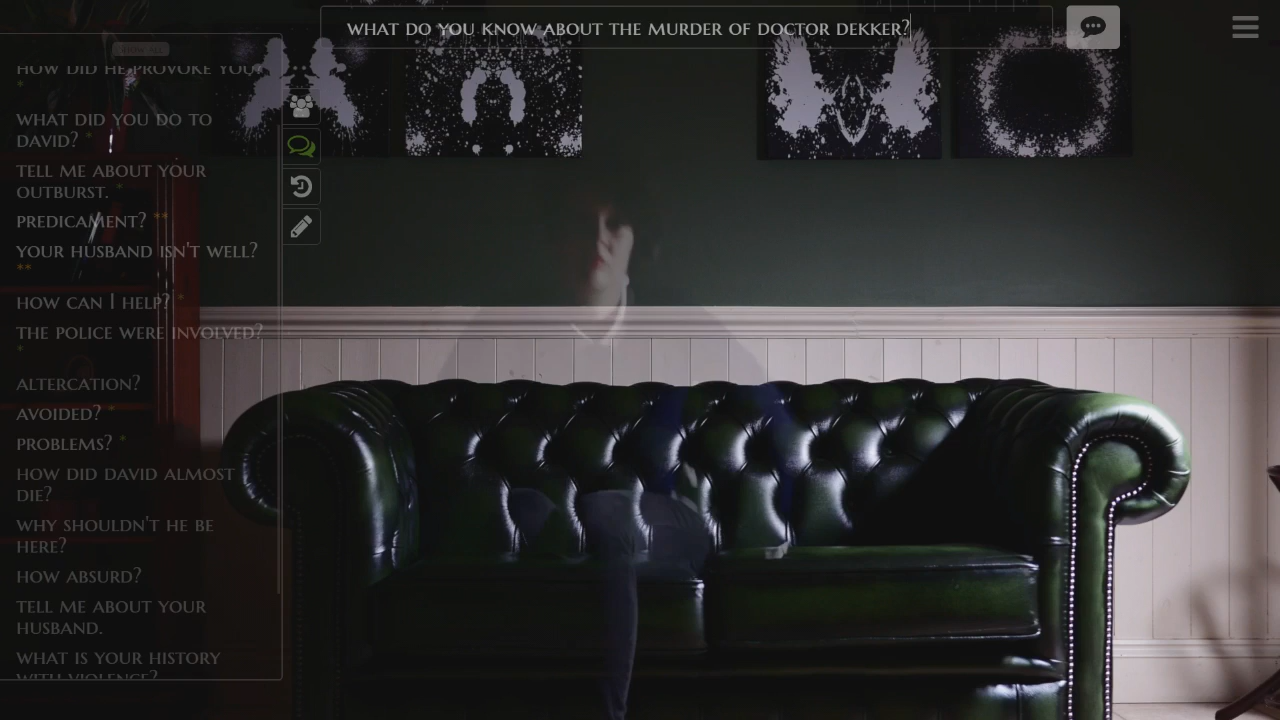 WHAT DO YOU KNOW ABOUT THE MURDER OF DOCTOR DEKKER?
HOW DID HE PROVOKE YOU?
*
WHAT DID YOU DO TO
DAVID? *
TELL ME ABOUT YOUR
OUTBURST. *
PREDICAMENT? **
YOUR HUSBAND ISN'T WELL?
**
HOW CAN I HELP? *
THE POLICE WERE INVOLVED?
*
ALTERCATION?
AVOIDED? *
PROBLEMS? *
HOW DID DAVID ALMOST
DIE?
WHY SHOULDN'T HE BE
HERE?
HOW ABSURD?
TELL ME ABOUT YOUR
HUSBAND.
WHAT IS YOUR HISTORY
WITH VIOLENCE?